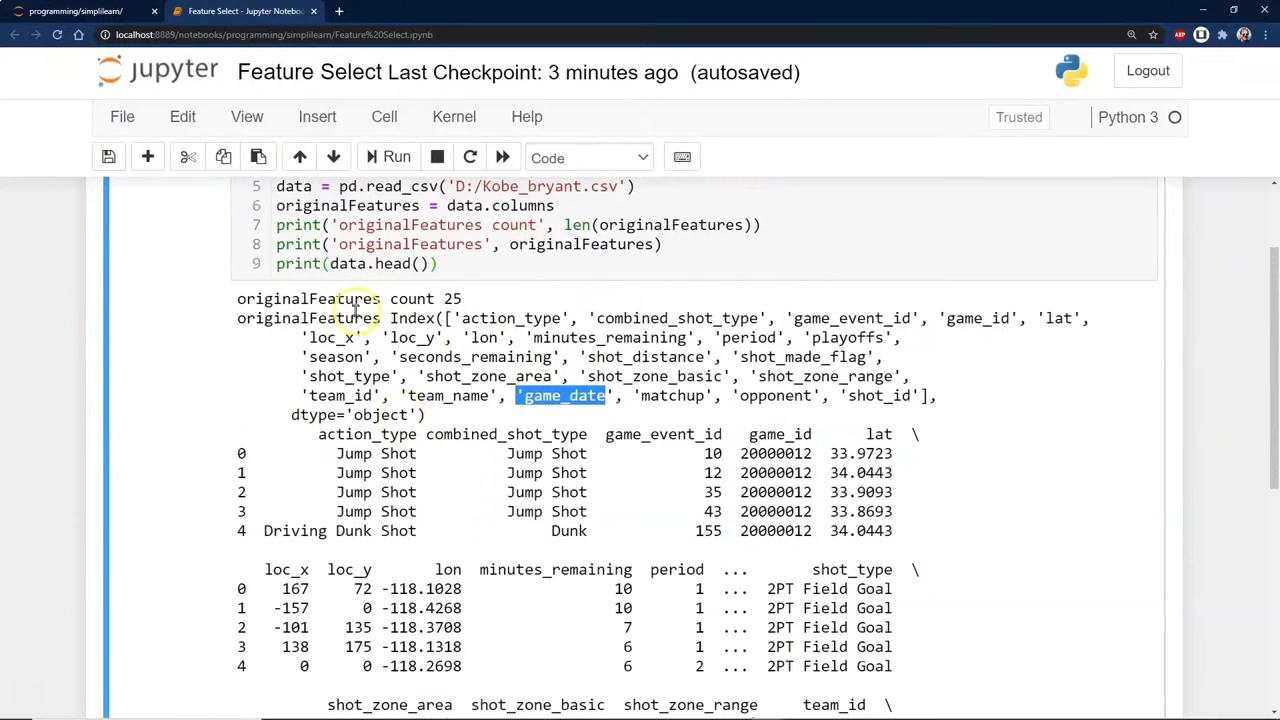 programming/simplilearn/
Feature Select - Jupyter Noteboo
localhost:8889/notebooks/programming/simplilearn/Feature%20Select.ipynb
ABP
jupyter Feature Select Last Checkpoint: 3 minutes ago (autosaved)
Logout
File Edit View Insert Cell Kernel Help Trusted Python 3
Run Code
5 data = pd.read_csv('D:/Kobe_bryant.csv')
6 originalFeatures = data.columns
7 print('originalFeatures count', len(originalFeatures))
8 print('originalFeatures', originalFeatures)
9 print(data.head())
originalFeatures count 25
originalFeatures Index(['action_type', 'combined_shot_type', 'game_event_id', 'game_id', 'lat',
'loc_x', 'loc_y', 'lon', 'minutes_remaining', 'period', 'playoffs',
'season', 'seconds_remaining', 'shot_distance', 'shot_made_flag',
'shot_type', 'shot_zone_area', 'shot_zone_basic', 'shot_zone_range',
'team_id', 'team_name', 'game_date', 'matchup', 'opponent', 'shot_id'],
dtype='object')
action_type combined_shot_type game_event_id game_id lat \
0 Jump Shot Jump Shot 10 20000012 33.9723
1 Jump Shot Jump Shot 12 20000012 34.0443
2 Jump Shot Jump Shot 35 20000012 33.9093
3 Jump Shot Jump Shot 43 20000012 33.8693
4 Driving Dunk Shot Dunk 155 20000012 34.0443
loc_x loc_y lon minutes_remaining period ... shot_type \
0 167 72 -118.1028 10 1 ... 2PT Field Goal
1 -157 0 -118.4268 10 1 ... 2PT Field Goal
2 -101 135 -118.3708 7 1 ... 2PT Field Goal
3 138 175 -118.1318 6 1 ... 2PT Field Goal
4 0 0 -118.2698 6 2 ... 2PT Field Goal
shot_zone_area shot_zone_basic shot_zone_range team_id \